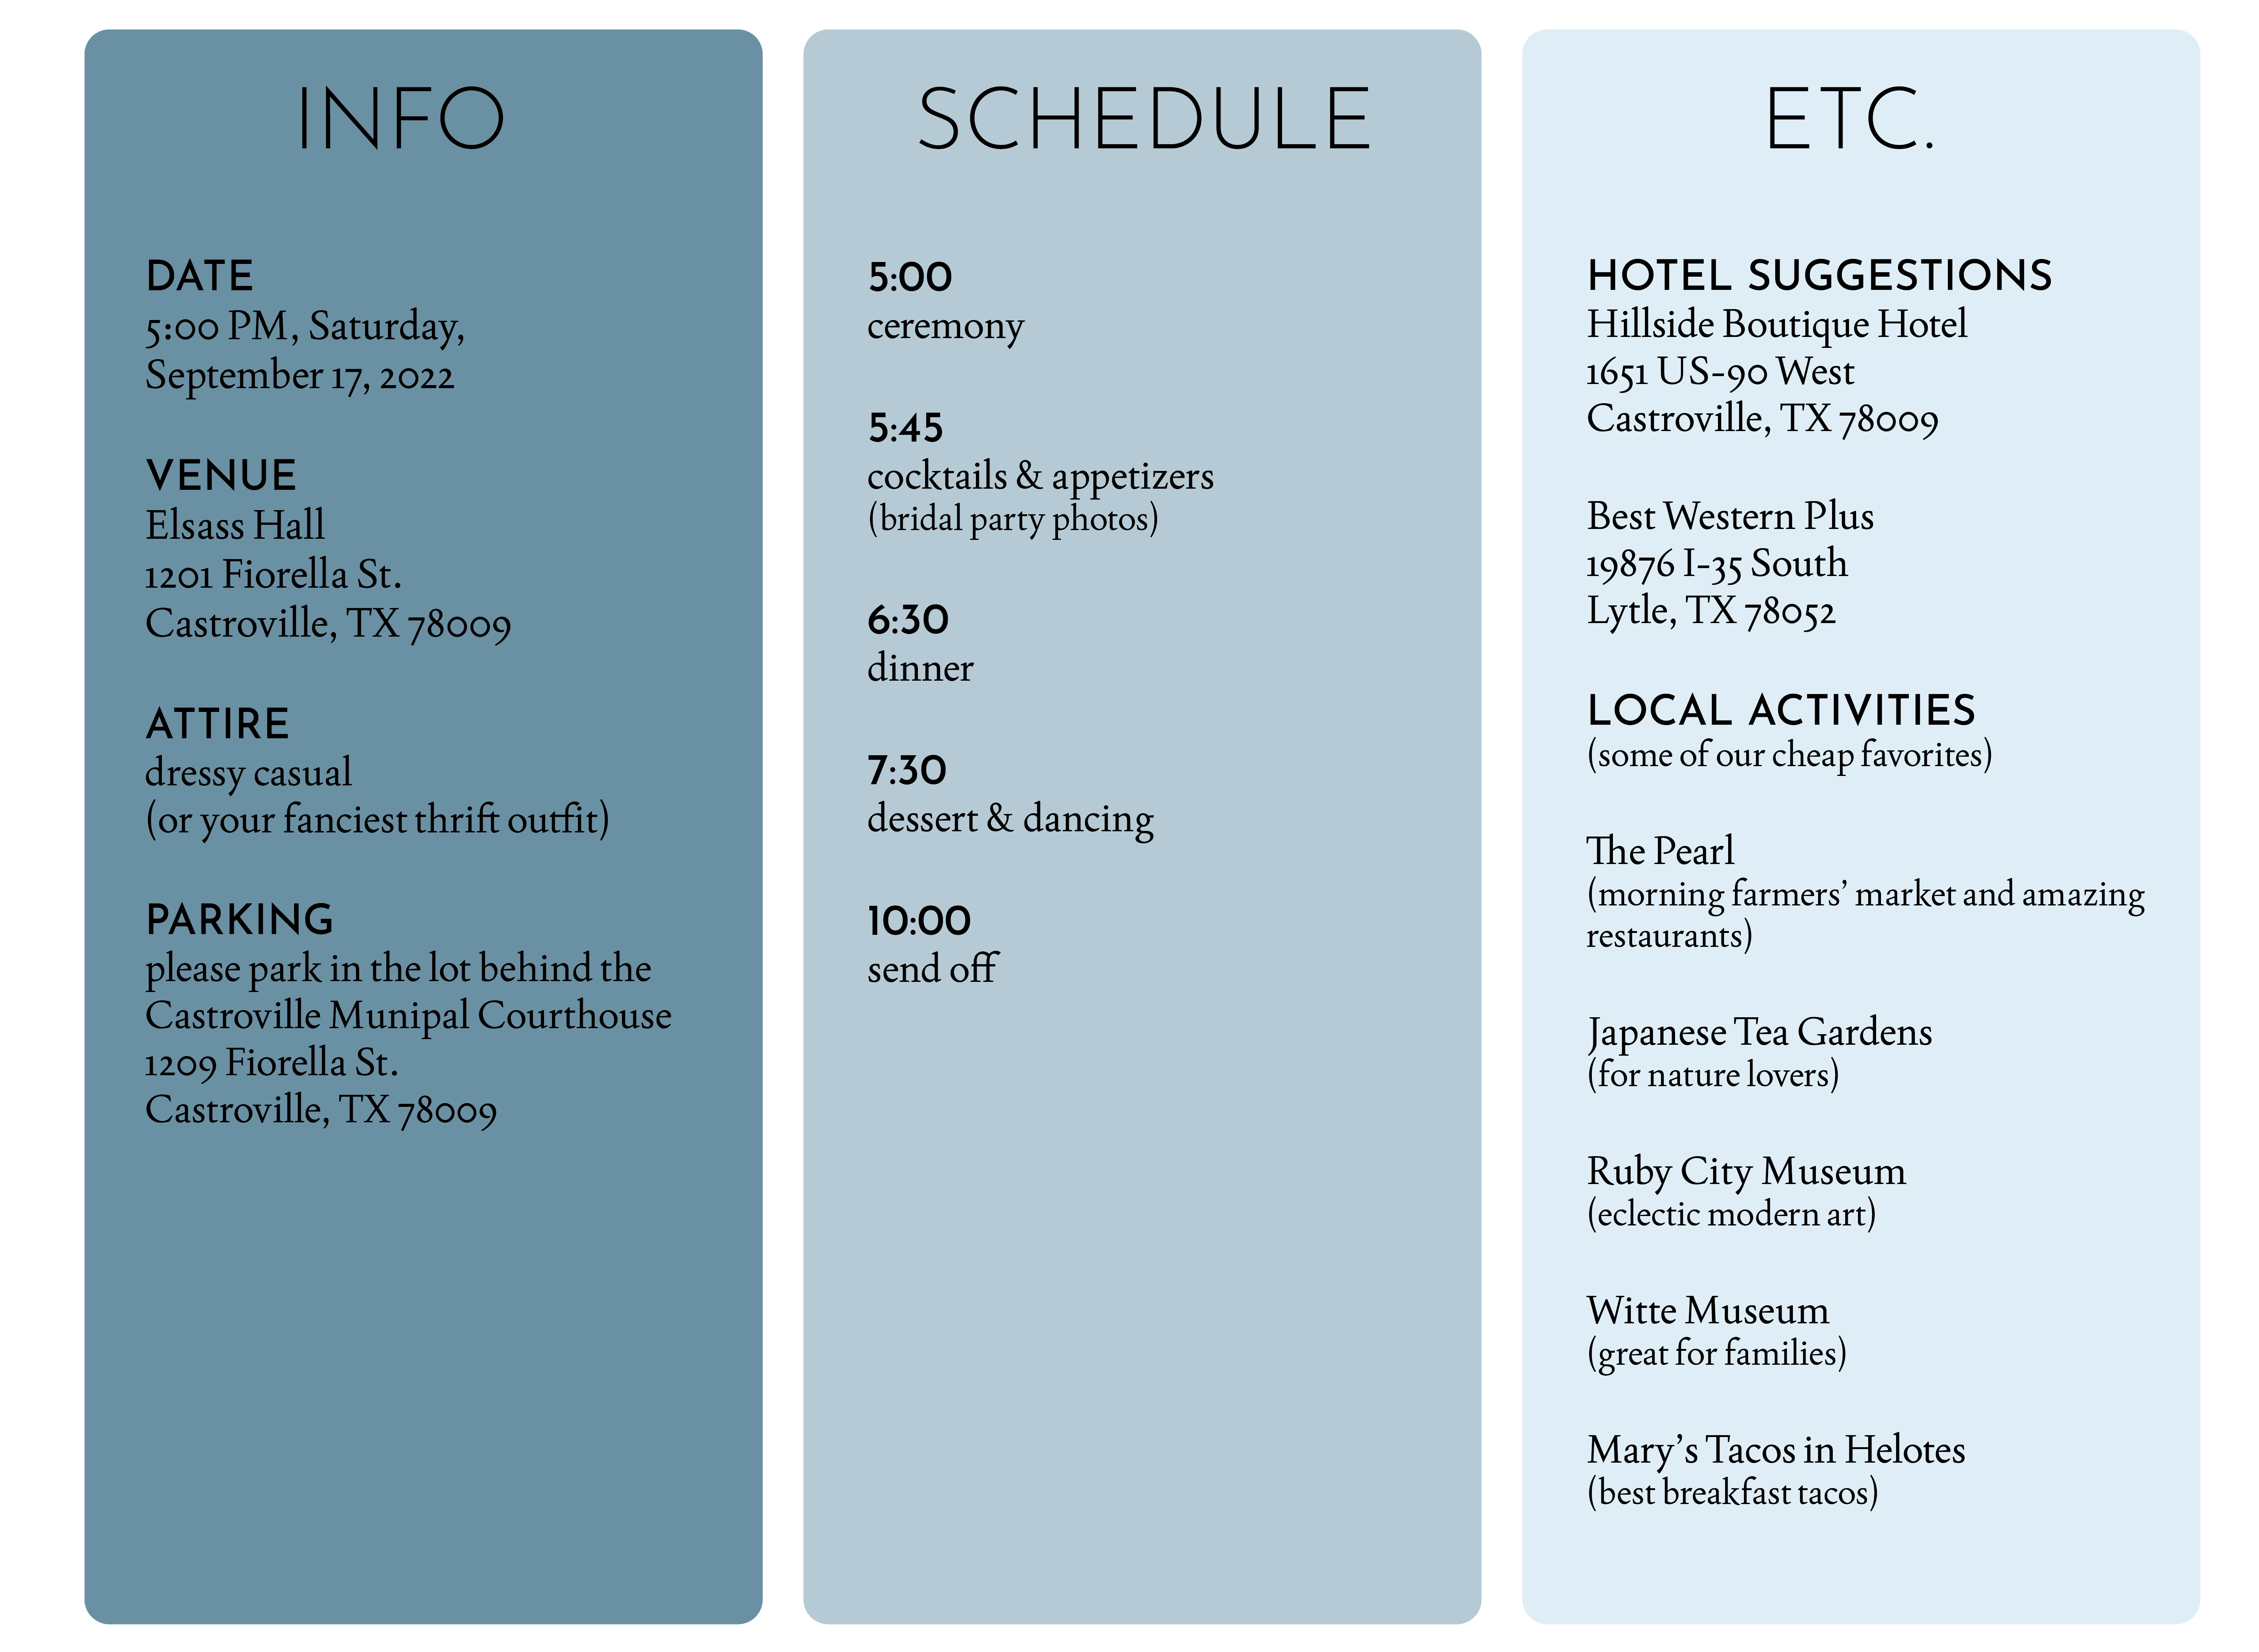 INFO
DATE
5:00 PM, Saturday,
September 17, 2022
VENUE
Elsass Hall
1201 Fiorella St.
Castroville, TX 78009
ATTIRE
dressy casual
(or your fanciest thrift outfit)
PARKING
please park in the lot behind the
Castroville Munipal Courthouse
1209 Fiorella St.
Castroville, TX 78009
SCHEDULE
5:00
ceremony
5:45
cocktails & appetizers
(bridal party photos)
6:30
dinner
7:30
dessert & dancing
10:00
send off
ETC.
HOTEL SUGGESTIONS
Hillside Boutique Hotel
1651 US-90 West
Castroville, TX 78009
Best Western Plus
19876 I-35 South
Lytle, TX 78052
LOCAL ACTIVITIES
(some of our cheap favorites)
The Pearl
(morning farmers’ market and amazing
restaurants)
Japanese Tea Gardens
(for nature lovers)
Ruby City Museum
(eclectic modern art)
Witte Museum
(great for families)
Mary’s Tacos in Helotes
(best breakfast tacos)